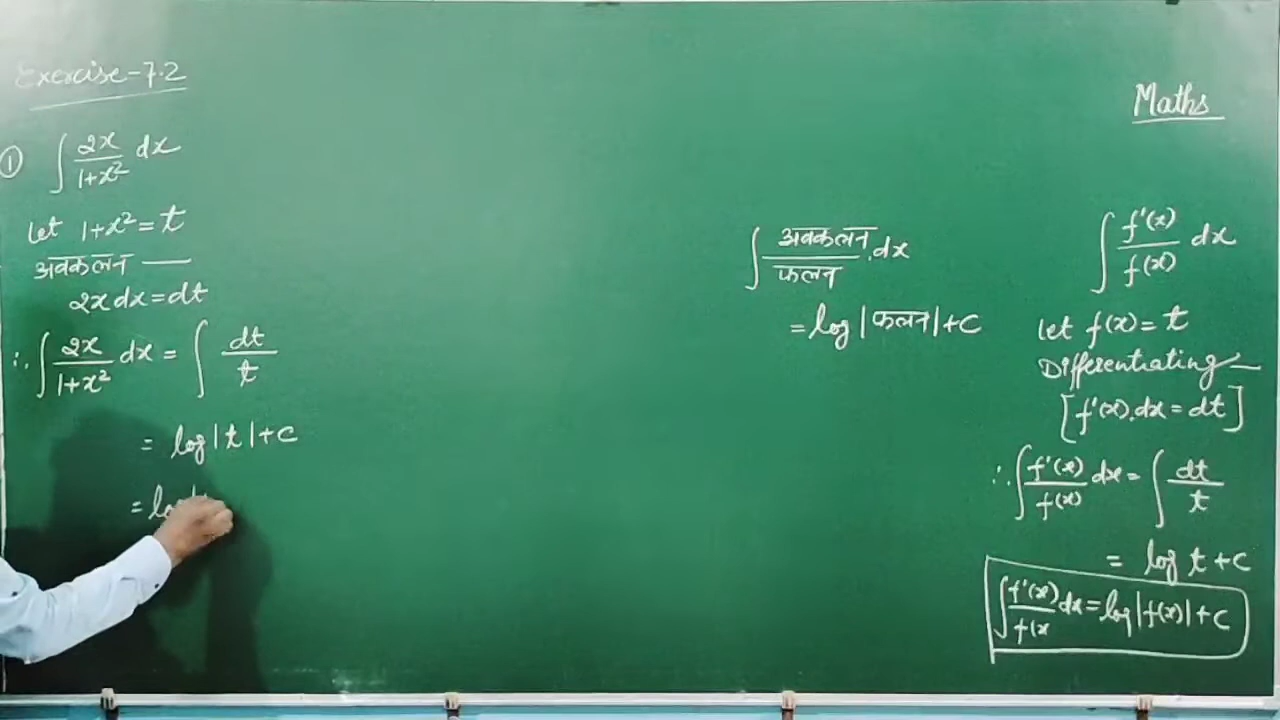 Exercise-7.2
① ∫ 2x/1+x² dx
Let 1+x² = t
अवकलन —
2x dx = dt
∴ ∫ 2x/1+x² dx = ∫ dt/t
= log|t|+c
= log|
∫ अवकलन/फलन .dx
= log|फलन|+c
Maths
∫ f'(x)/f(x) dx
Let f(x) = t
Differentiating —
[f'(x).dx = dt]
∴ ∫ f'(x)/f(x) dx = ∫ dt/t
= log t +c
∫ f'(x)/f(x dx = log|f(x)|+c